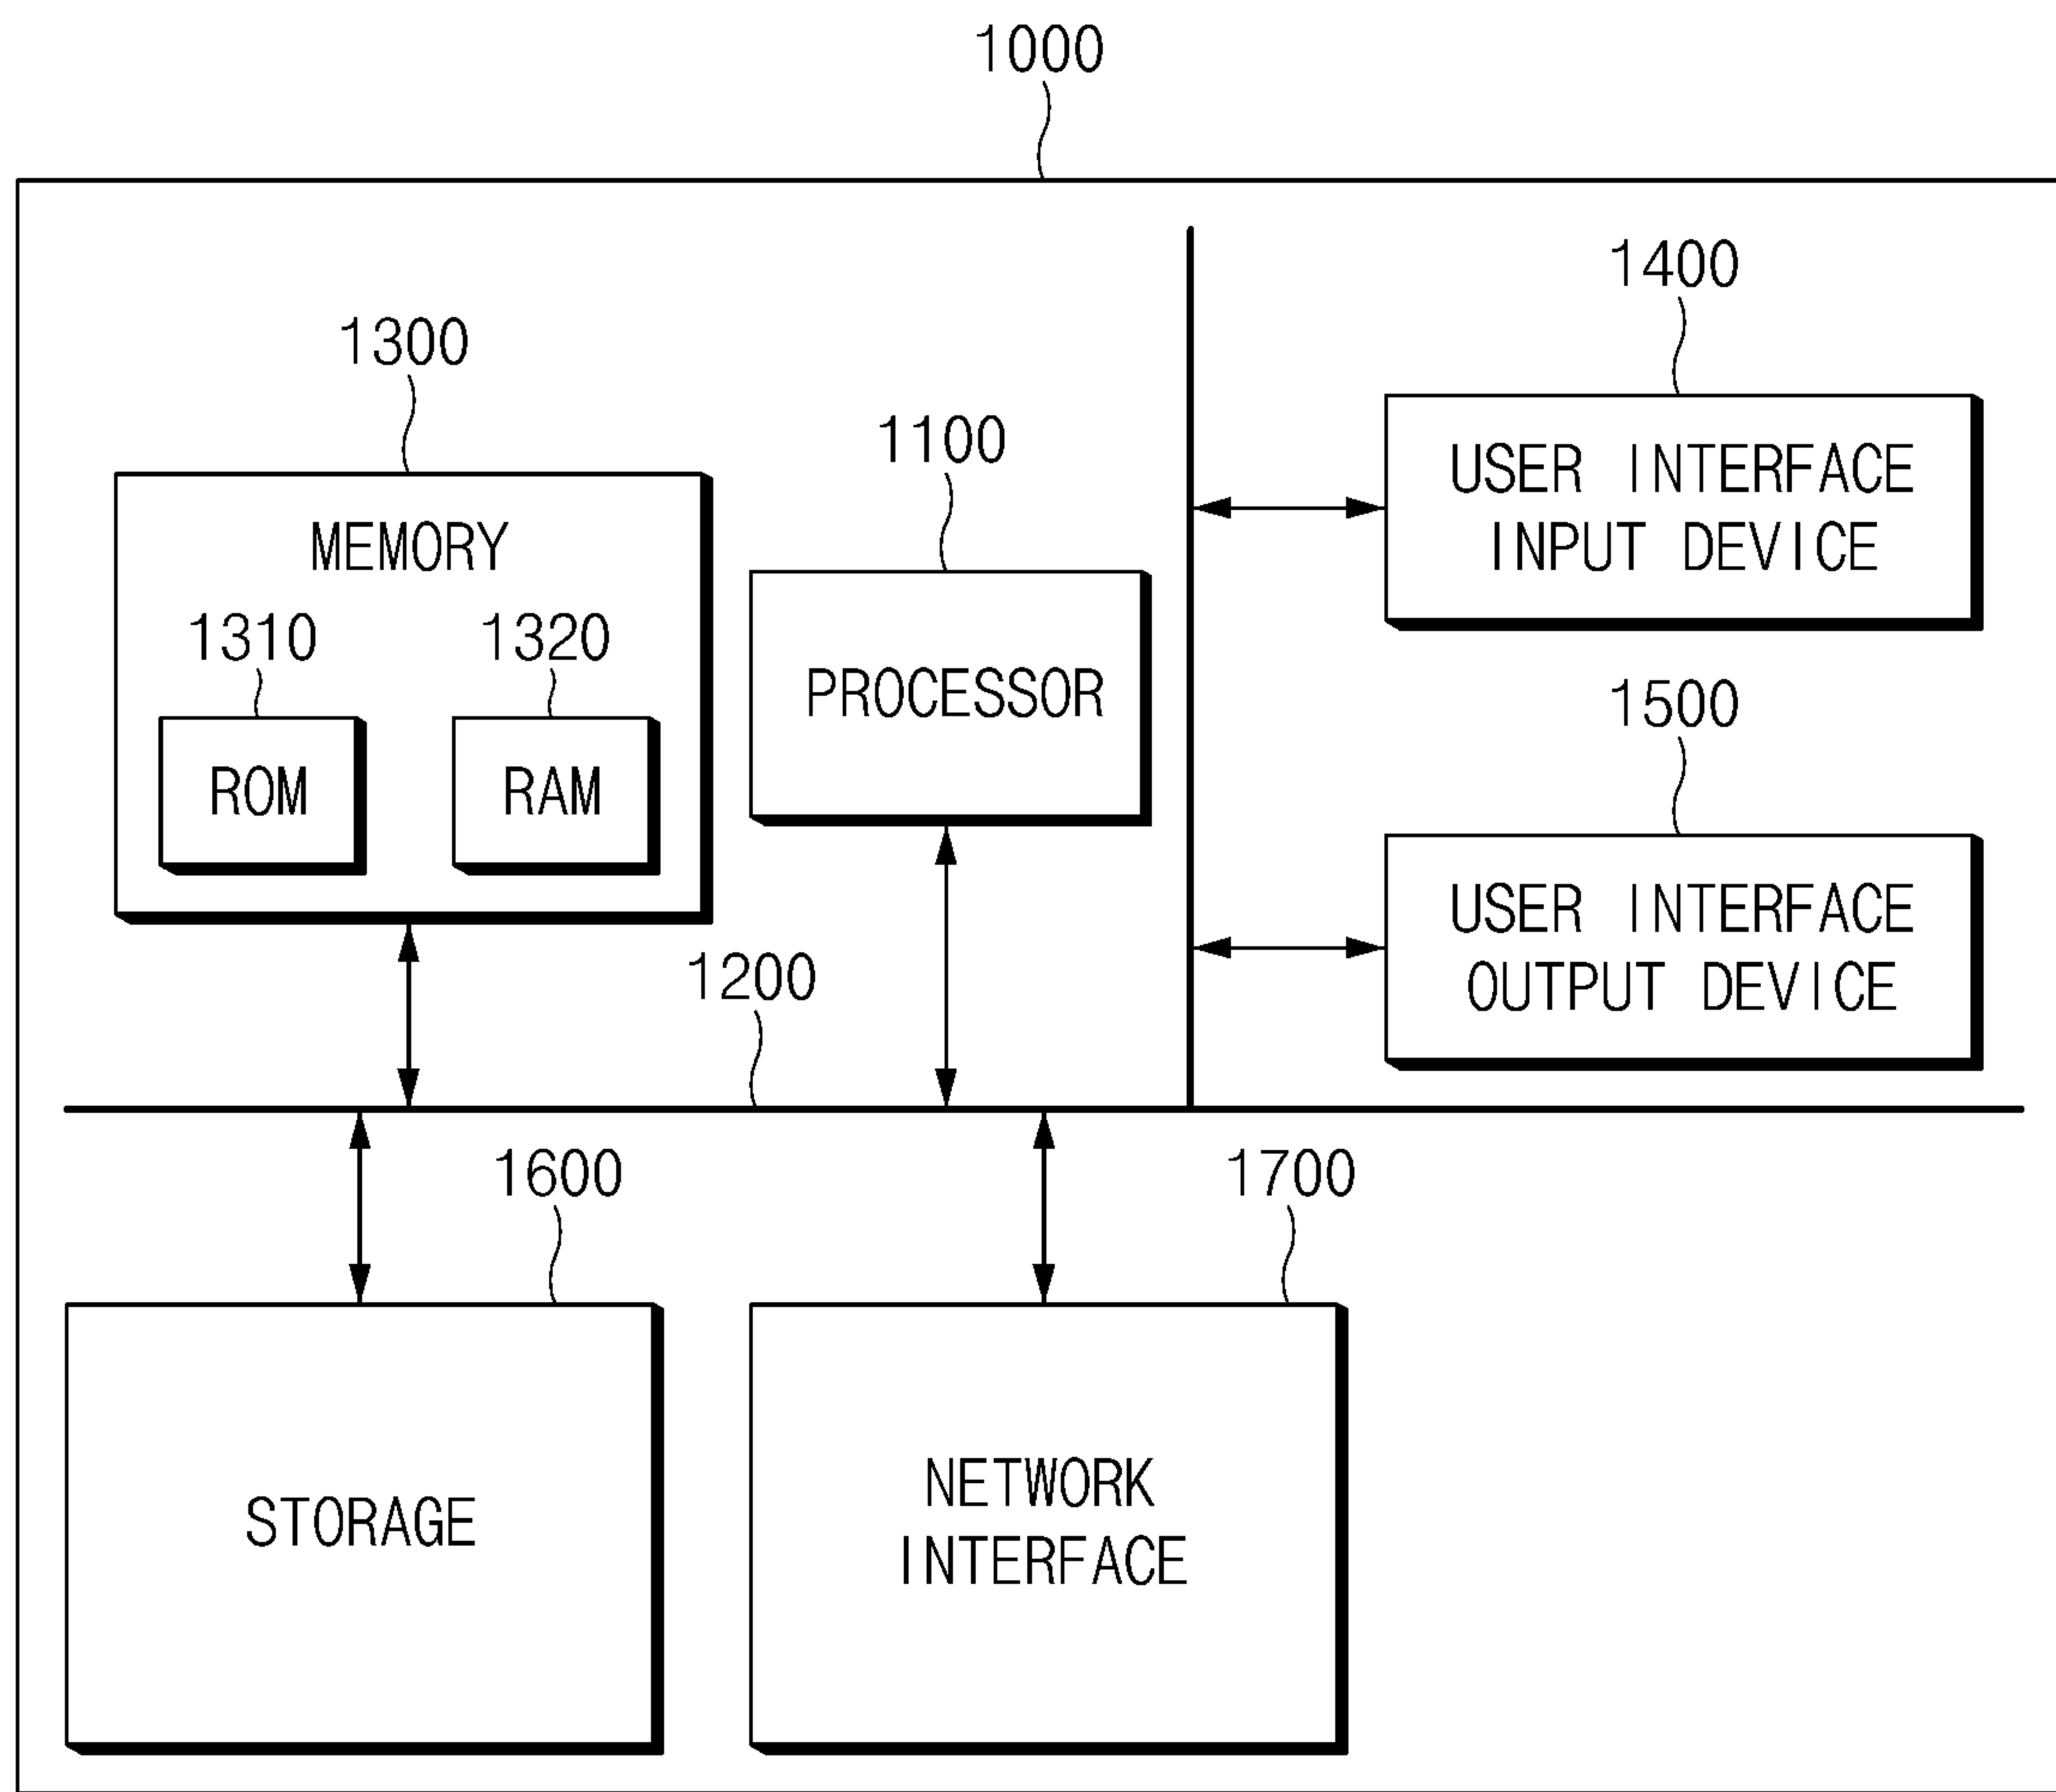 1000
1300
MEMORY
1310
ROM
1320
RAM
1100
PROCESSOR
1400
USER INTERFACE
INPUT DEVICE
1500
USER INTERFACE
OUTPUT DEVICE
1200
1600
STORAGE
1700
NETWORK
INTERFACE